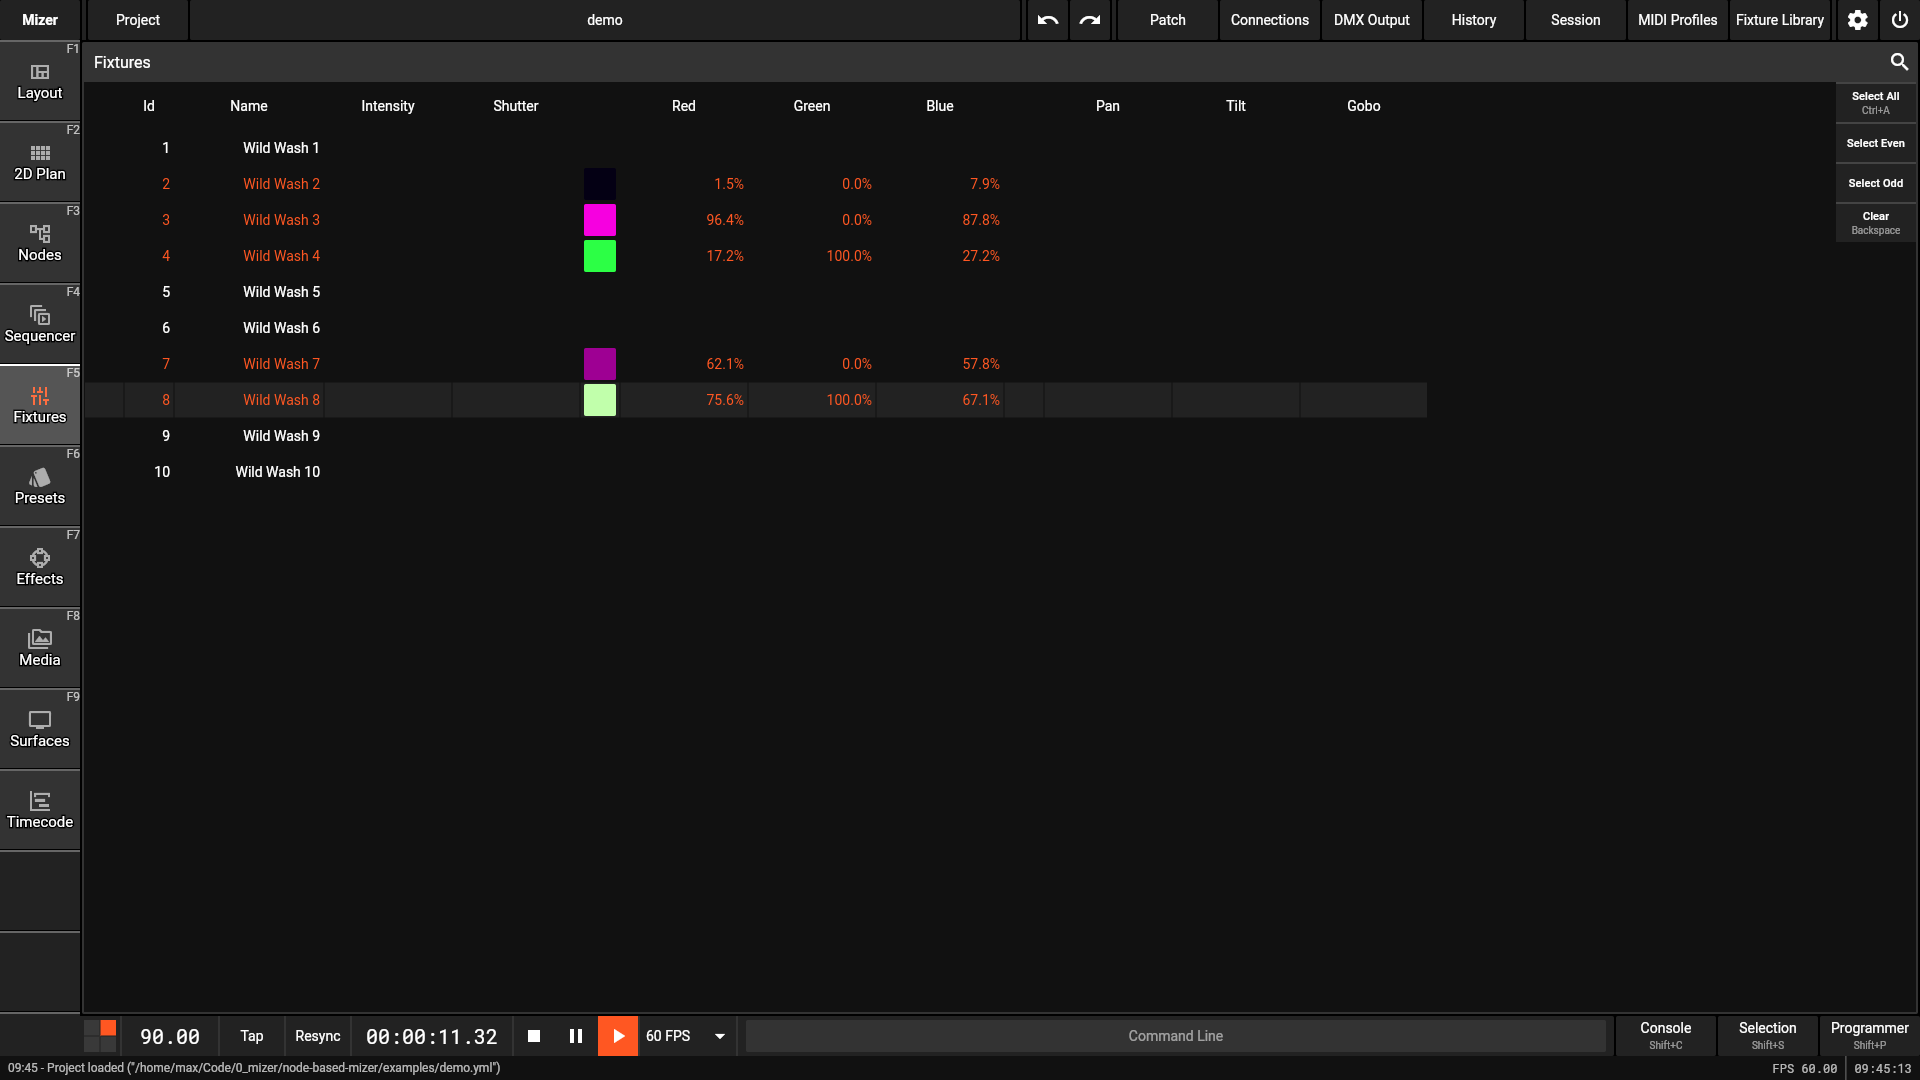 Mizer Project demo Patch Connections DMX Output History Session MIDI Profiles Fixture Library
F1
Layout
F2
2D Plan
F3
Nodes
F4
Sequencer
F5
Fixtures
F6
Presets
F7
Effects
F8
Media
F9
Surfaces
Timecode
Fixtures
Id Name Intensity Shutter Red Green Blue Pan Tilt Gobo
1 Wild Wash 1
2 Wild Wash 2 1.5% 0.0% 7.9%
3 Wild Wash 3 96.4% 0.0% 87.8%
4 Wild Wash 4 17.2% 100.0% 27.2%
5 Wild Wash 5
6 Wild Wash 6
7 Wild Wash 7 62.1% 0.0% 57.8%
8 Wild Wash 8 75.6% 100.0% 67.1%
9 Wild Wash 9
10 Wild Wash 10
Select All
Ctrl+A
Select Even
Select Odd
Clear
Backspace
90.00 Tap Resync 00:00:11.32 60 FPS Command Line
Console
Shift+C
Selection
Shift+S
Programmer
Shift+P
09:45 - Project loaded ("/home/max/Code/0_mizer/node-based-mizer/examples/demo.yml") FPS 60.00 09:45:13